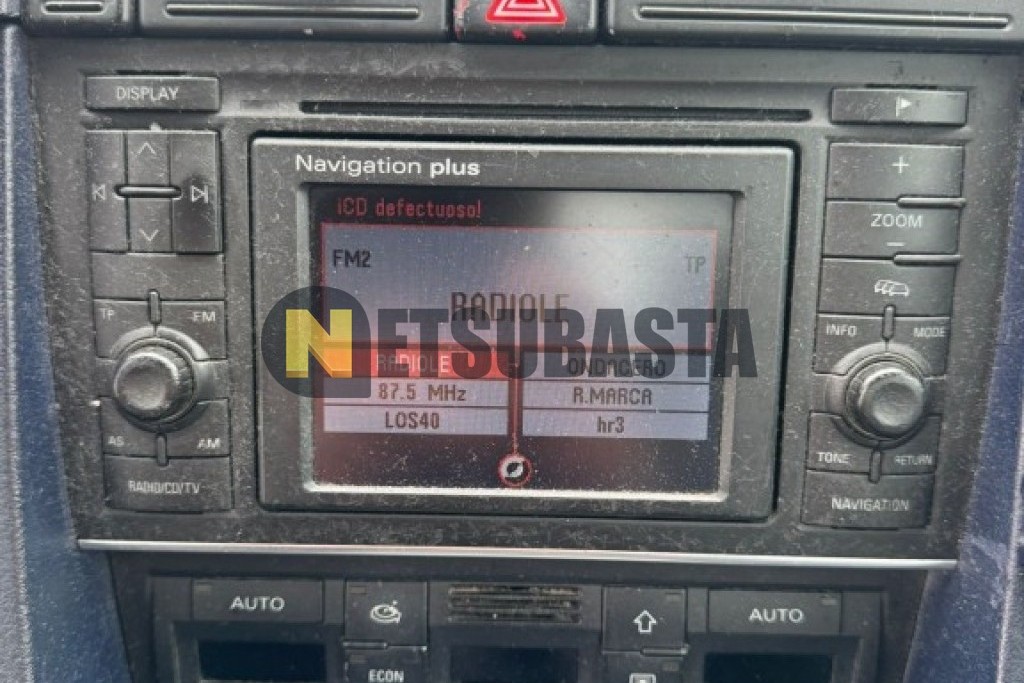 DISPLAY
Navigation plus
¡CD defectuoso!
FM2
TP
RADIOLE
NETSUBASTA
RADIOLE
ONDACERO
87.5 MHz
R.MARCA
LOS40
hr3
+
ZOOM
−
TP
FM
INFO
MODE
AS
AM
TONE
RETURN
RADIO/CD/TV
NAVIGATION
AUTO
AUTO
ECON